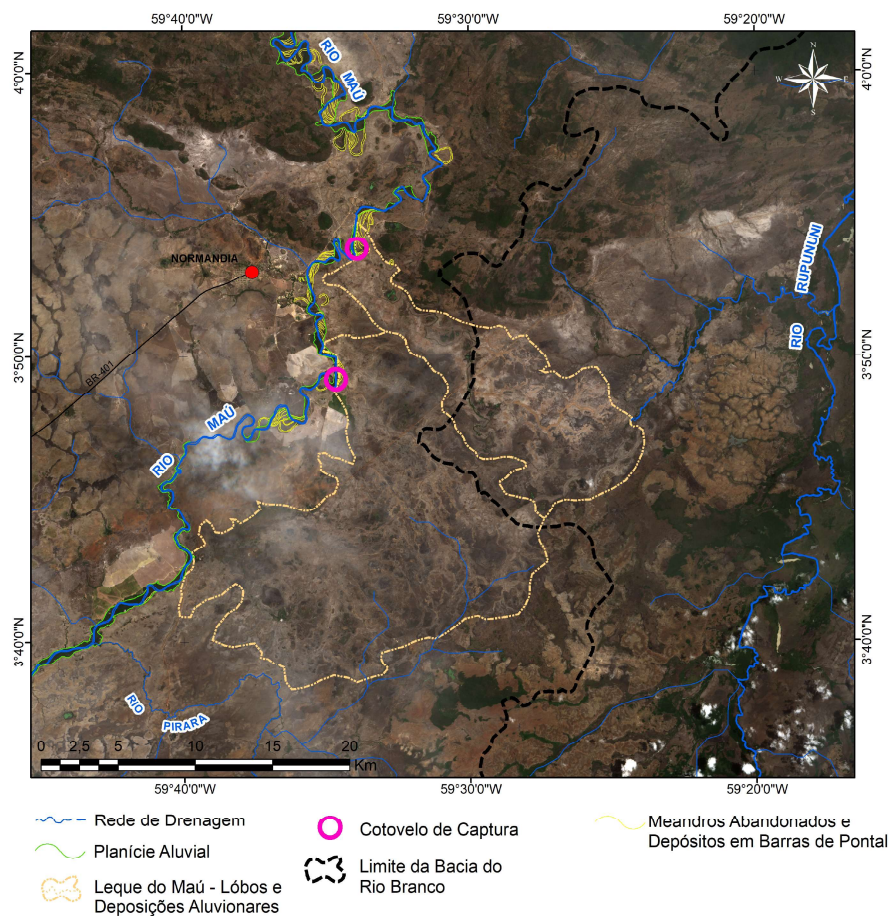 59°40'0"W
59°30'0"W
59°20'0"W
4°0'0"N
4°0'0"N
3°50'0"N
3°50'0"N
3°40'0"N
3°40'0"N
N
W
E
S
RIO
MAÚ
NORMANDIA
BR-401
RIO
MAÚ
RIO
RUPUNUNI
RIO
PIRARA
0 2,5 5 10 15 20
Km
59°40'0"W
59°30'0"W
59°20'0"W
Rede de Drenagem
Planície Aluvial
Leque do Maú - Lóbos e
Deposições Aluvionares
Cotovelo de Captura
Limite da Bacia do
Rio Branco
Meandros Abandonados e
Depósitos em Barras de Pontal